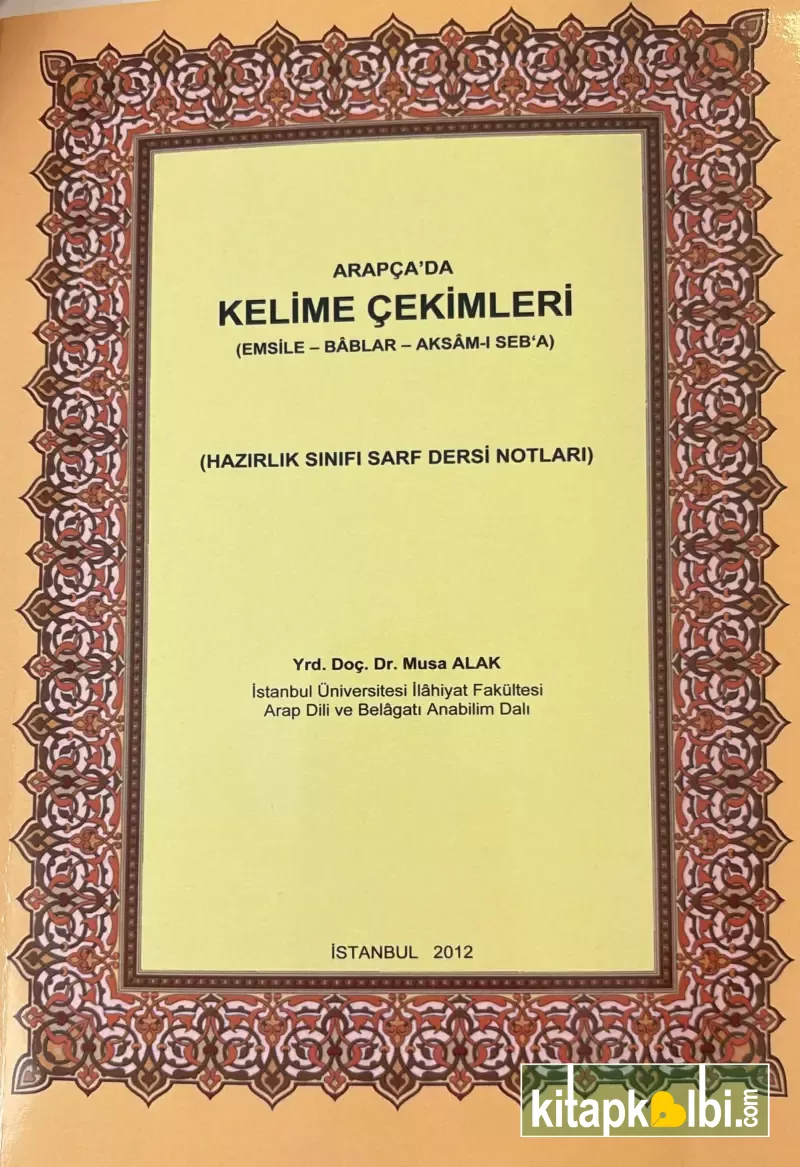 ARAPÇA'DA
KELİME ÇEKİMLERİ
(EMSİLE – BÂBLAR – AKSÂM-I SEB‘A)
(HAZIRLIK SINIFI SARF DERSİ NOTLARI)
Yrd. Doç. Dr. Musa ALAK
İstanbul Üniversitesi İlâhiyat Fakültesi
Arap Dili ve Belâgatı Anabilim Dalı
İSTANBUL 2012
kitapkalbi.com